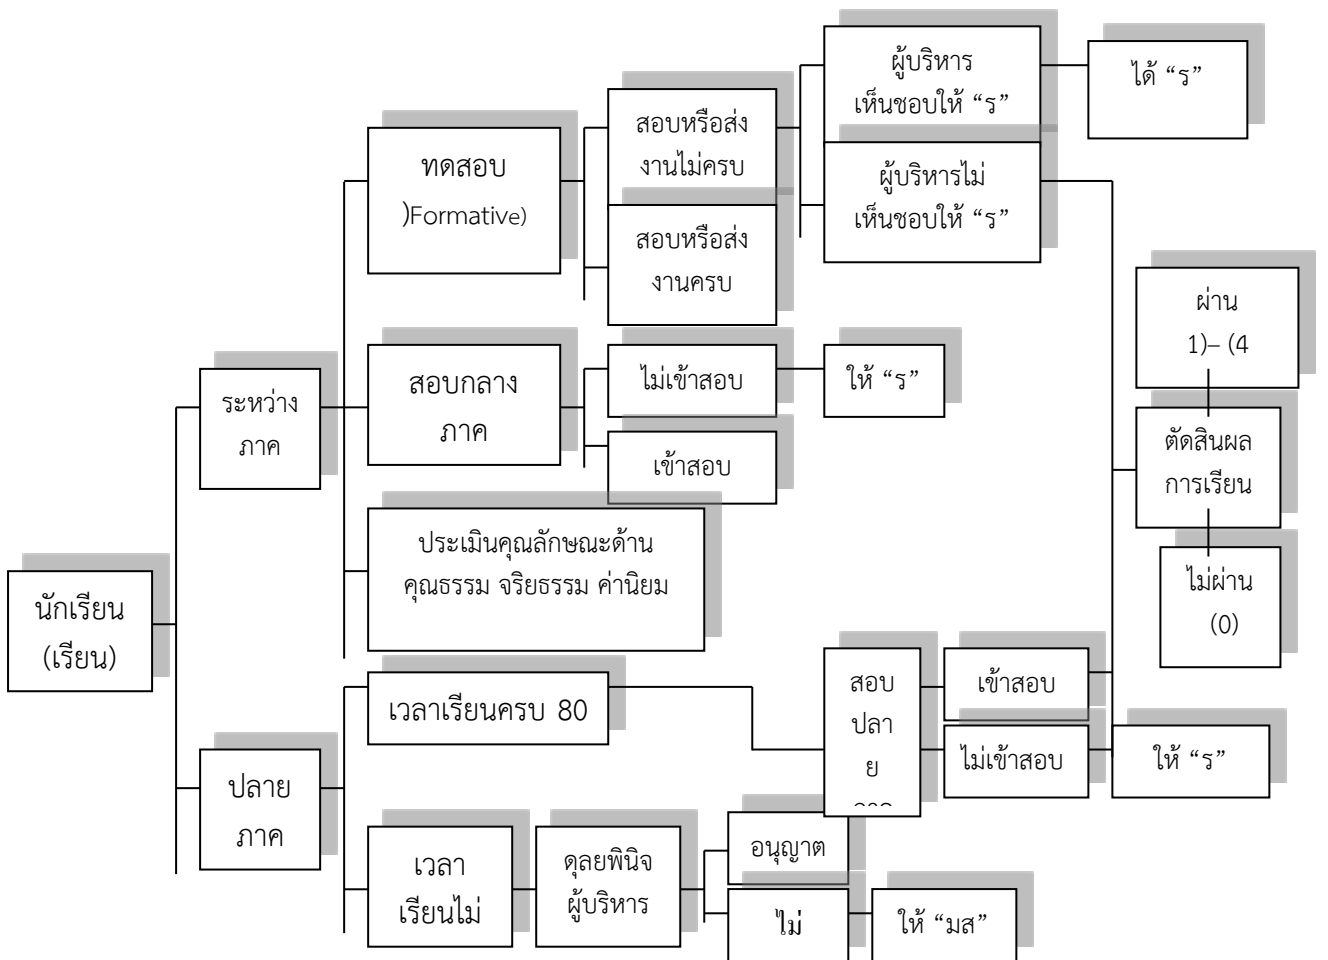 ผู้บริหาร
เห็นชอบให้ “ร”
ได้ “ร”
สอบหรือส่ง
งานไม่ครบ
ทดสอบ
)Formative)
ผู้บริหารไม่
เห็นชอบให้ “ร”
สอบหรือส่ง
งานครบ
ผ่าน
1)– (4
ไม่เข้าสอบ
ให้ “ร”
สอบกลาง
ภาค
ระหว่าง
ภาค
เข้าสอบ
ตัดสินผล
การเรียน
ประเมินคุณลักษณะด้าน
คุณธรรม จริยธรรม ค่านิยม
ไม่ผ่าน
(0)
นักเรียน
(เรียน)
เวลาเรียนครบ 80
สอบ
ปลา
ย
เข้าสอบ
ไม่เข้าสอบ
ให้ “ร”
ปลาย
ภาค
เวลา
เรียนไม่
ดุลยพินิจ
ผู้บริหาร
อนุญาต
ไม่
ให้ “มส”